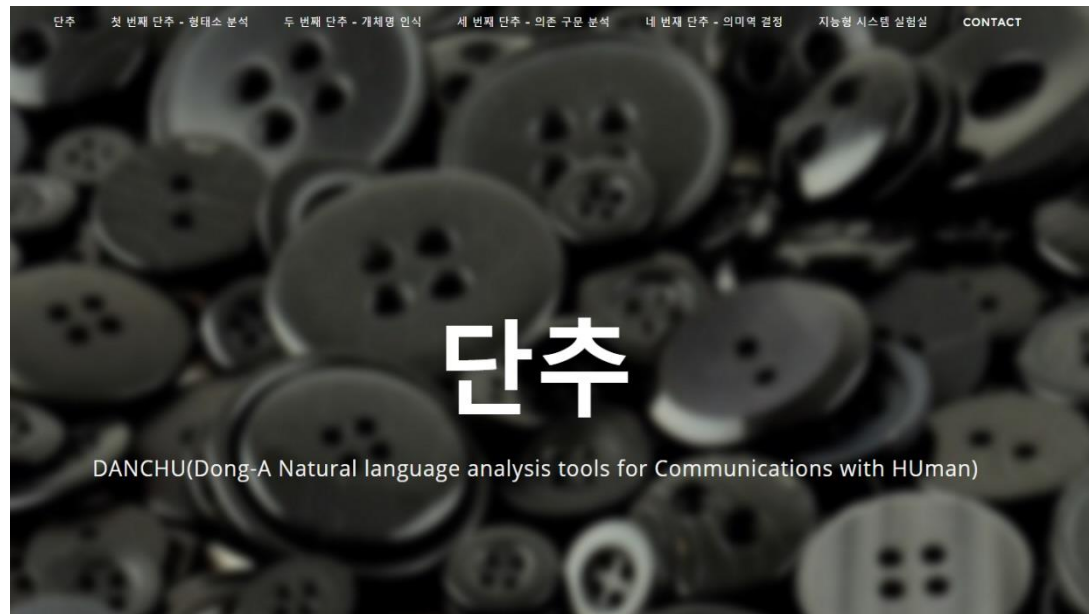 단추 첫 번째 단추 - 형태소 분석 두 번째 단추 - 개체명 인식 세 번째 단추 - 의존 구문 분석 네 번재 단추 - 의미역 결정 지능형 시스템 실험실 CONTACT
단추
DANCHU(Dong-A Natural language analysis tools for Communications with HUman)